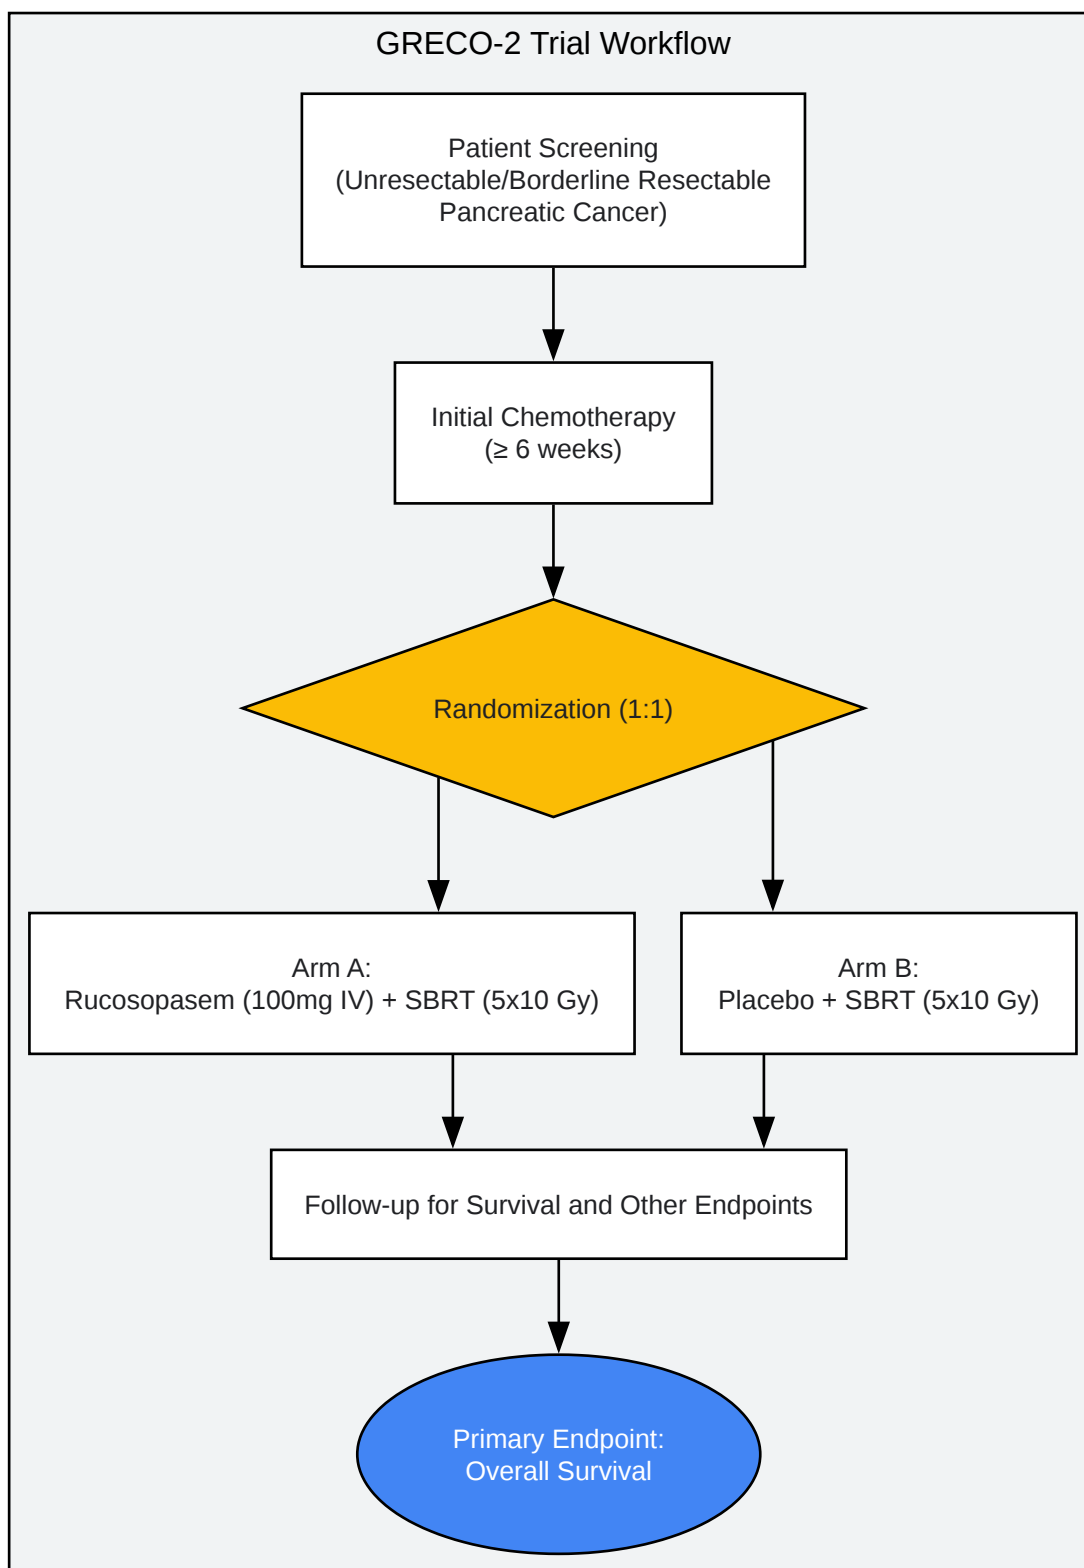 GRECO-2 Trial Workflow
Patient Screening
(Unresectable/Borderline Resectable
Pancreatic Cancer)
Initial Chemotherapy
(≥ 6 weeks)
Randomization (1:1)
Arm A:
Rucosopasem (100mg IV) + SBRT (5x10 Gy)
Arm B:
Placebo + SBRT (5x10 Gy)
Follow-up for Survival and Other Endpoints
Primary Endpoint:
Overall Survival